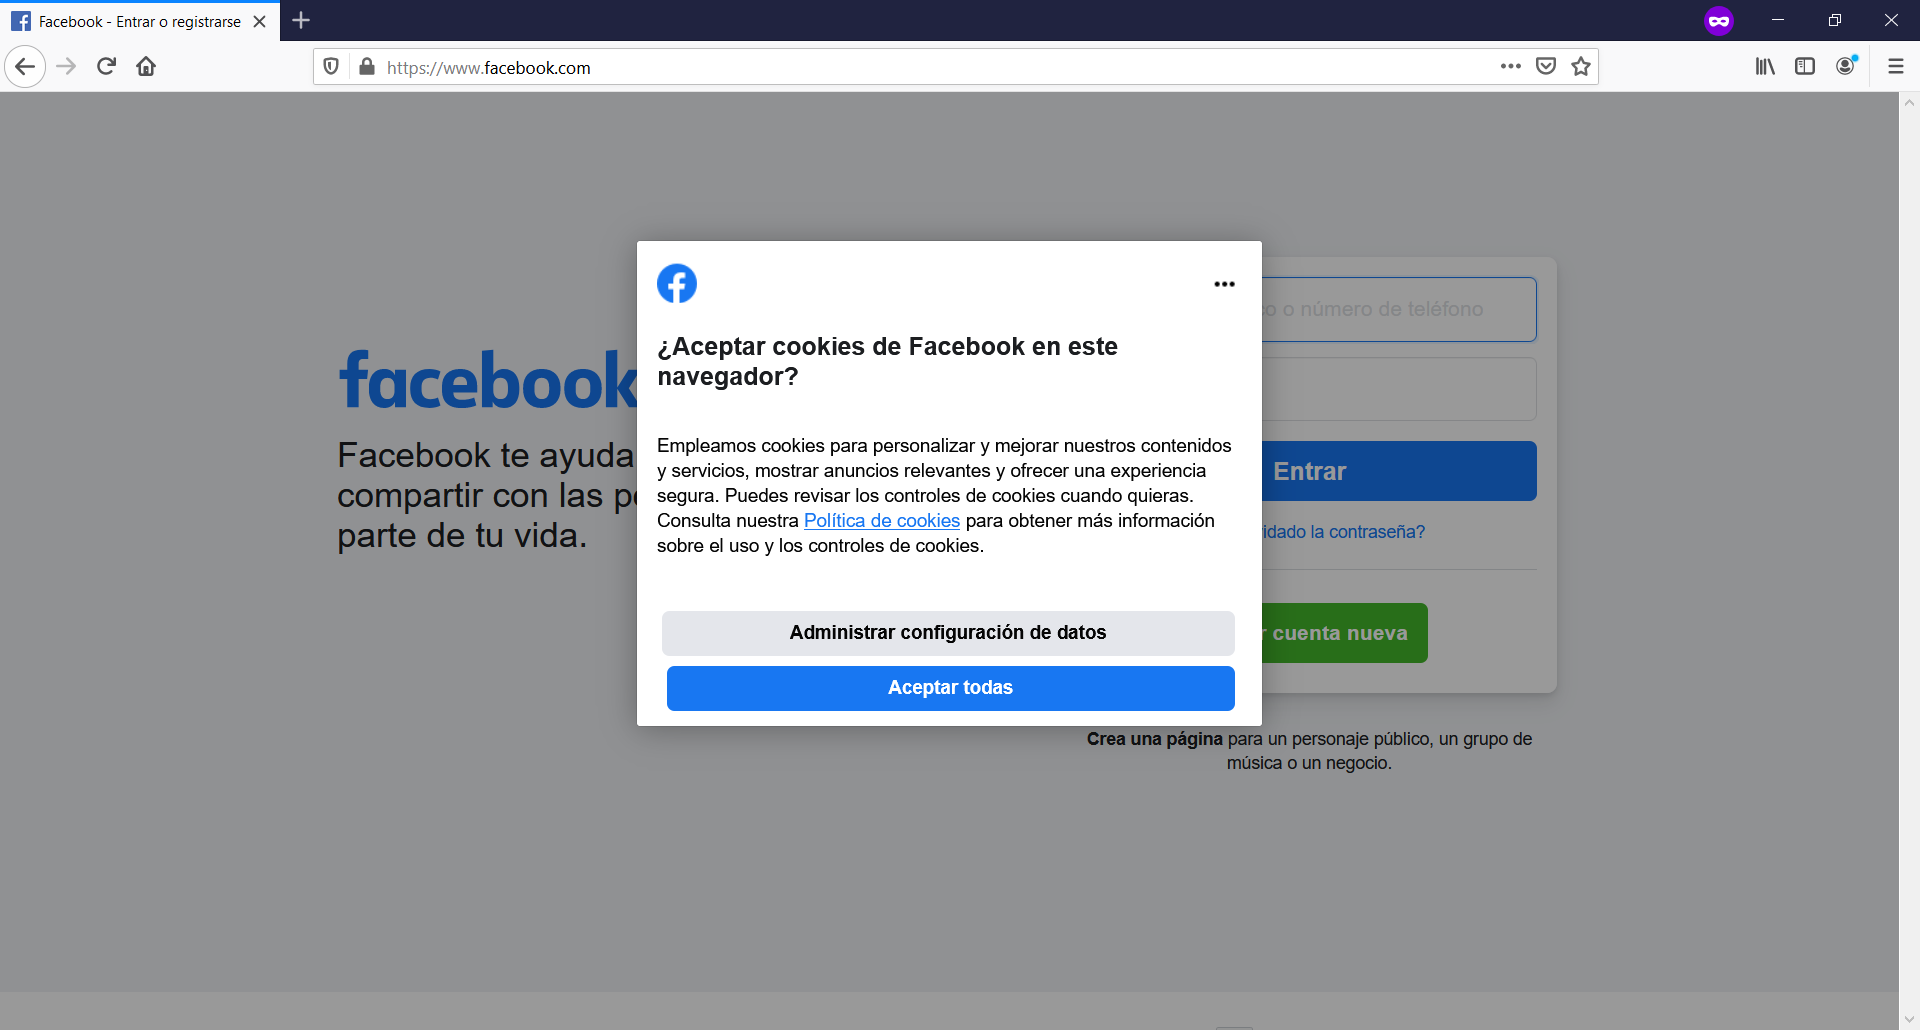 Facebook - Entrar o registrarse
https://www.facebook.com
¿Aceptar cookies de Facebook en este
navegador?
Empleamos cookies para personalizar y mejorar nuestros contenidos
y servicios, mostrar anuncios relevantes y ofrecer una experiencia
segura. Puedes revisar los controles de cookies cuando quieras.
Consulta nuestra Política de cookies para obtener más información
sobre el uso y los controles de cookies.
Administrar configuración de datos
Aceptar todas
facebook
Facebook te ayuda
compartir con las
parte de tu vida.
o número de teléfono
Entrar
la contraseña?
cuenta nueva
Crea una página para un personaje público, un grupo de
música o un negocio.